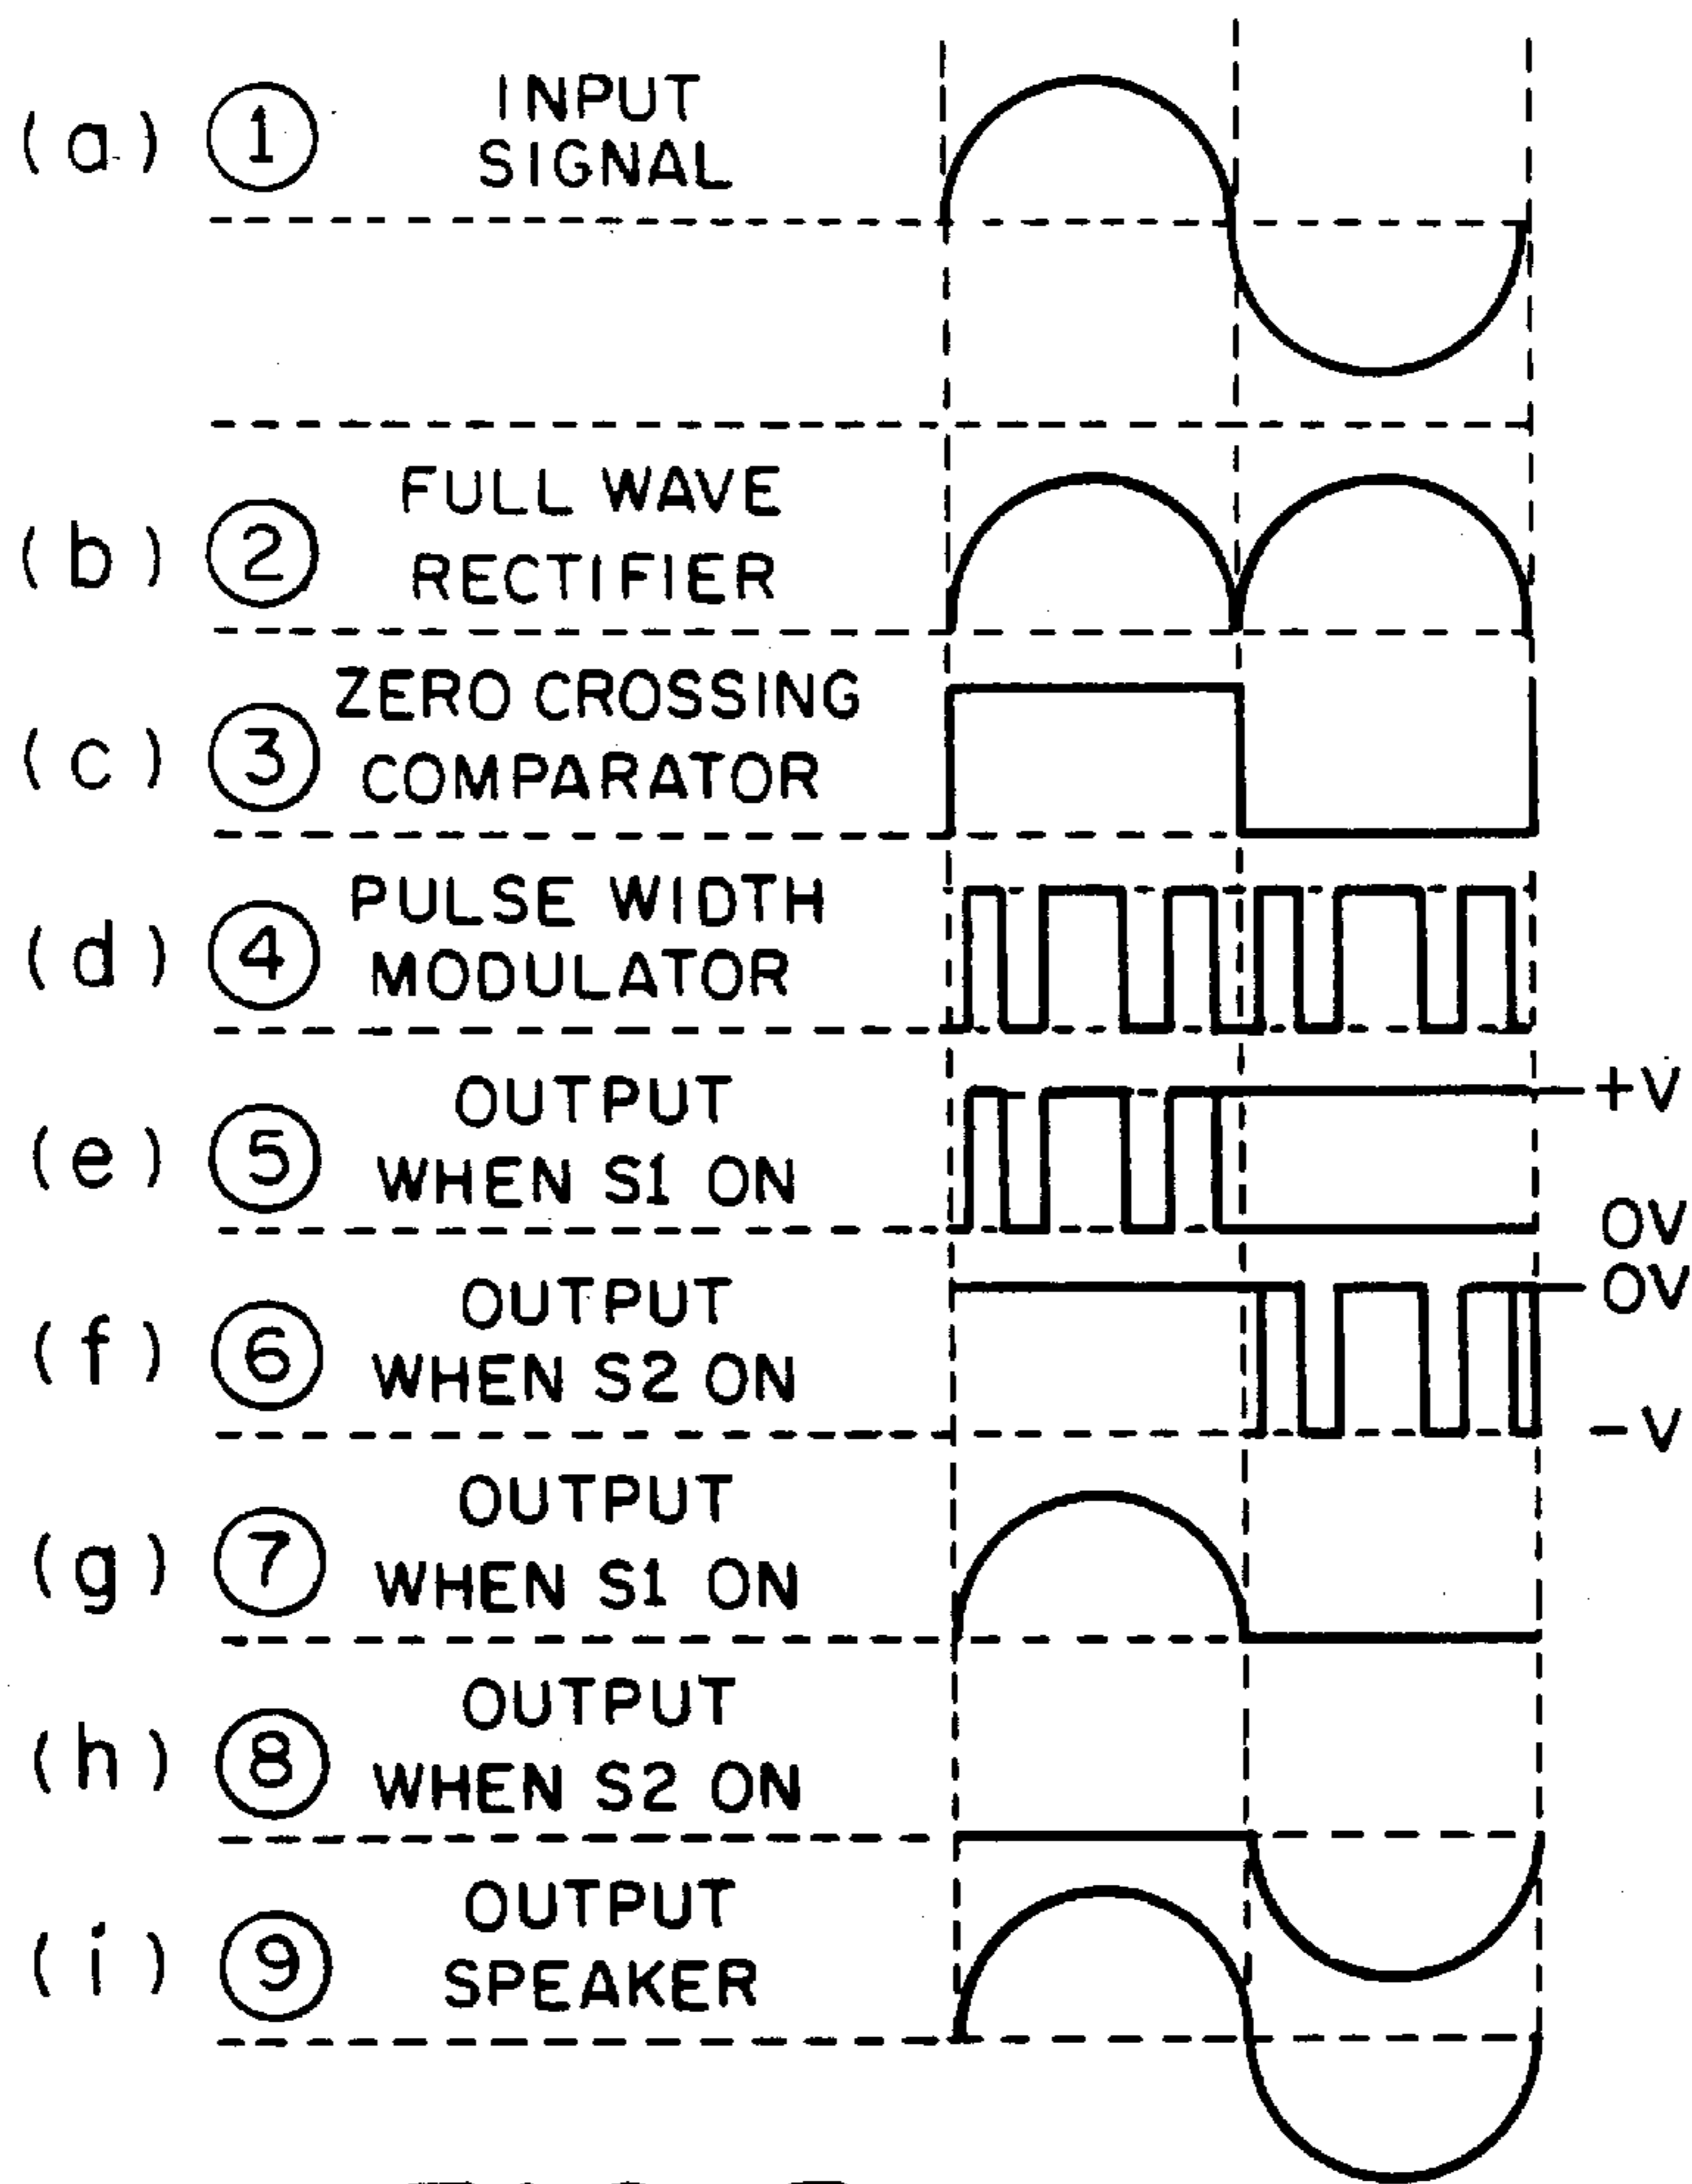 (a) 1 INPUT
SIGNAL
(b) 2 FULL WAVE
RECTIFIER
(c) 3 ZERO CROSSING
COMPARATOR
(d) 4 PULSE WIDTH
MODULATOR
(e) 5 OUTPUT
WHEN S1 ON
+V
0V
(f) 6 OUTPUT
WHEN S2 ON
0V
-V
(g) 7 OUTPUT
WHEN S1 ON
(h) 8 OUTPUT
WHEN S2 ON
(i) 9 OUTPUT
SPEAKER